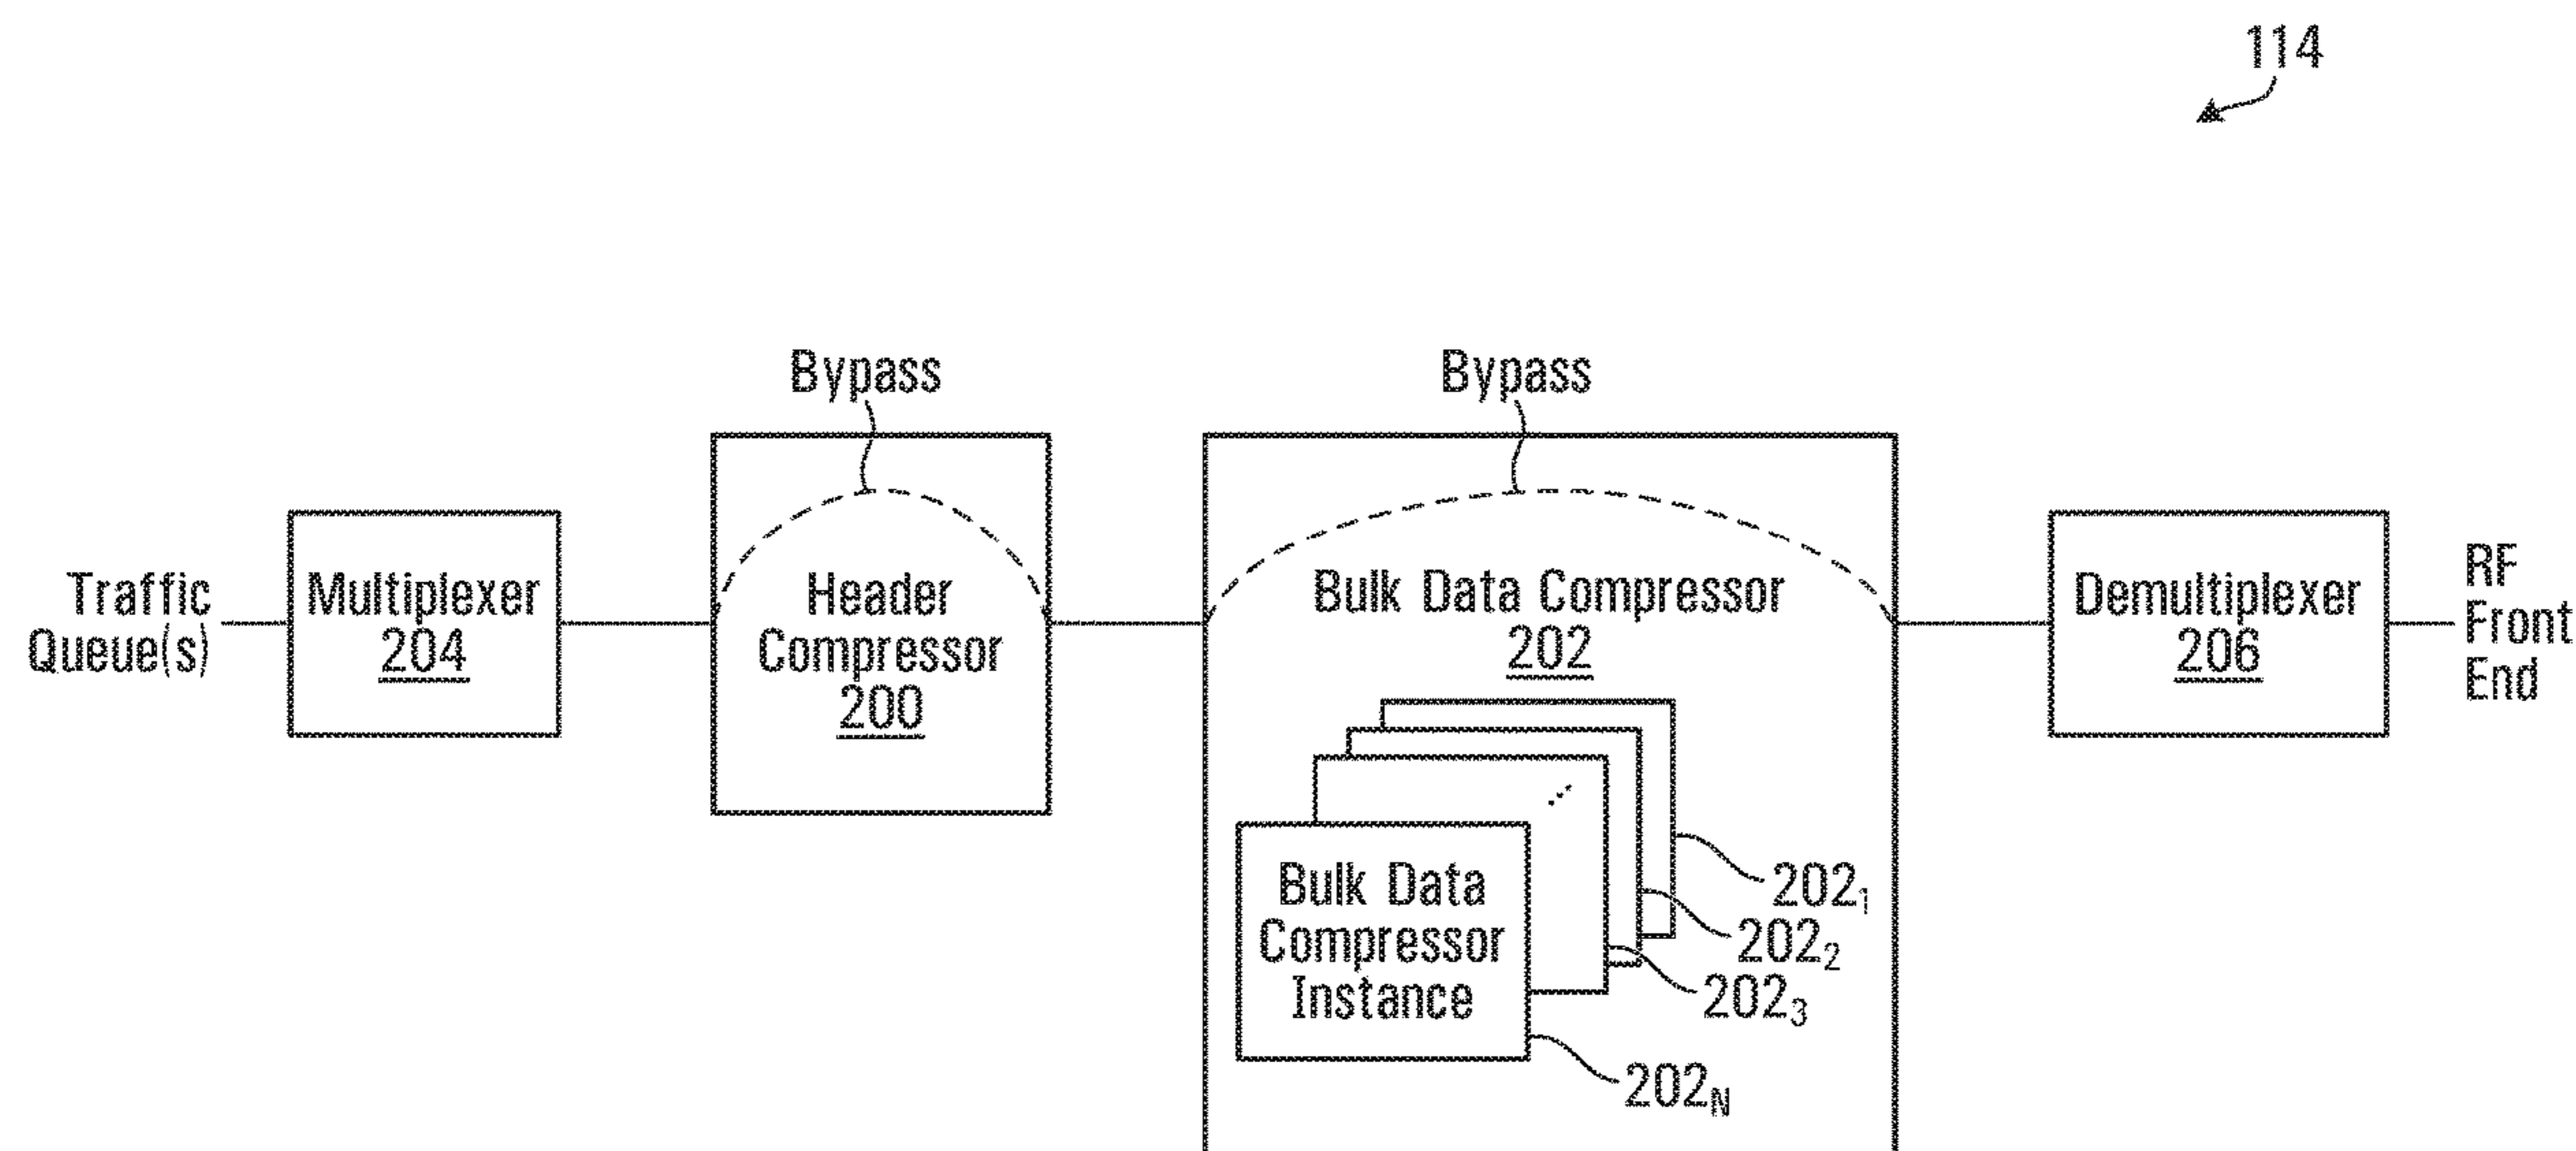 114
Bypass
Bypass
Traffic
Queue(s)
Multiplexer
204
Header
Compressor
200
Bulk Data Compressor
202
Demultiplexer
206
RF
Front
End
Bulk Data
Compressor
Instance
202₁
202₂
202₃
202_N